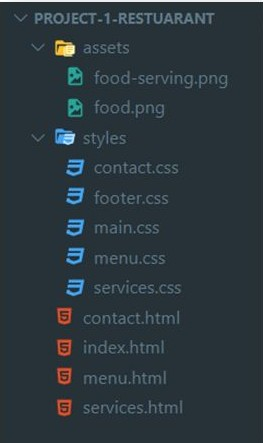 PROJECT-1-RESTUARANT
assets
food-serving.png
food.png
styles
contact.css
footer.css
main.css
menu.css
services.css
contact.html
index.html
menu.html
services.html